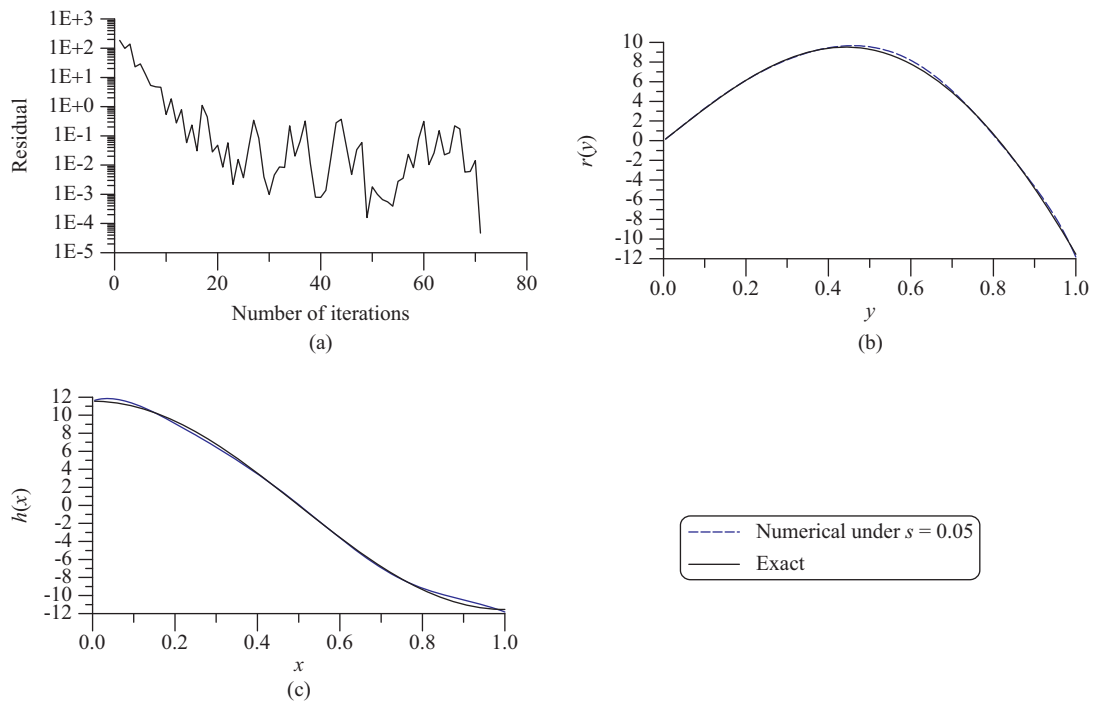 1E+3
1E+2
1E+1
1E+0
1E-1
1E-2
1E-3
1E-4
1E-5
Residual
0 20 40 60 80
Number of iterations
(a)
10
8
6
4
2
0
-2
-4
-6
-8
-10
-12
r(y)
0.0 0.2 0.4 0.6 0.8 1.0
y
(b)
12
10
8
6
4
2
0
-2
-4
-6
-8
-10
-12
h(x)
0.0 0.2 0.4 0.6 0.8 1.0
x
(c)
Numerical under s = 0.05
Exact